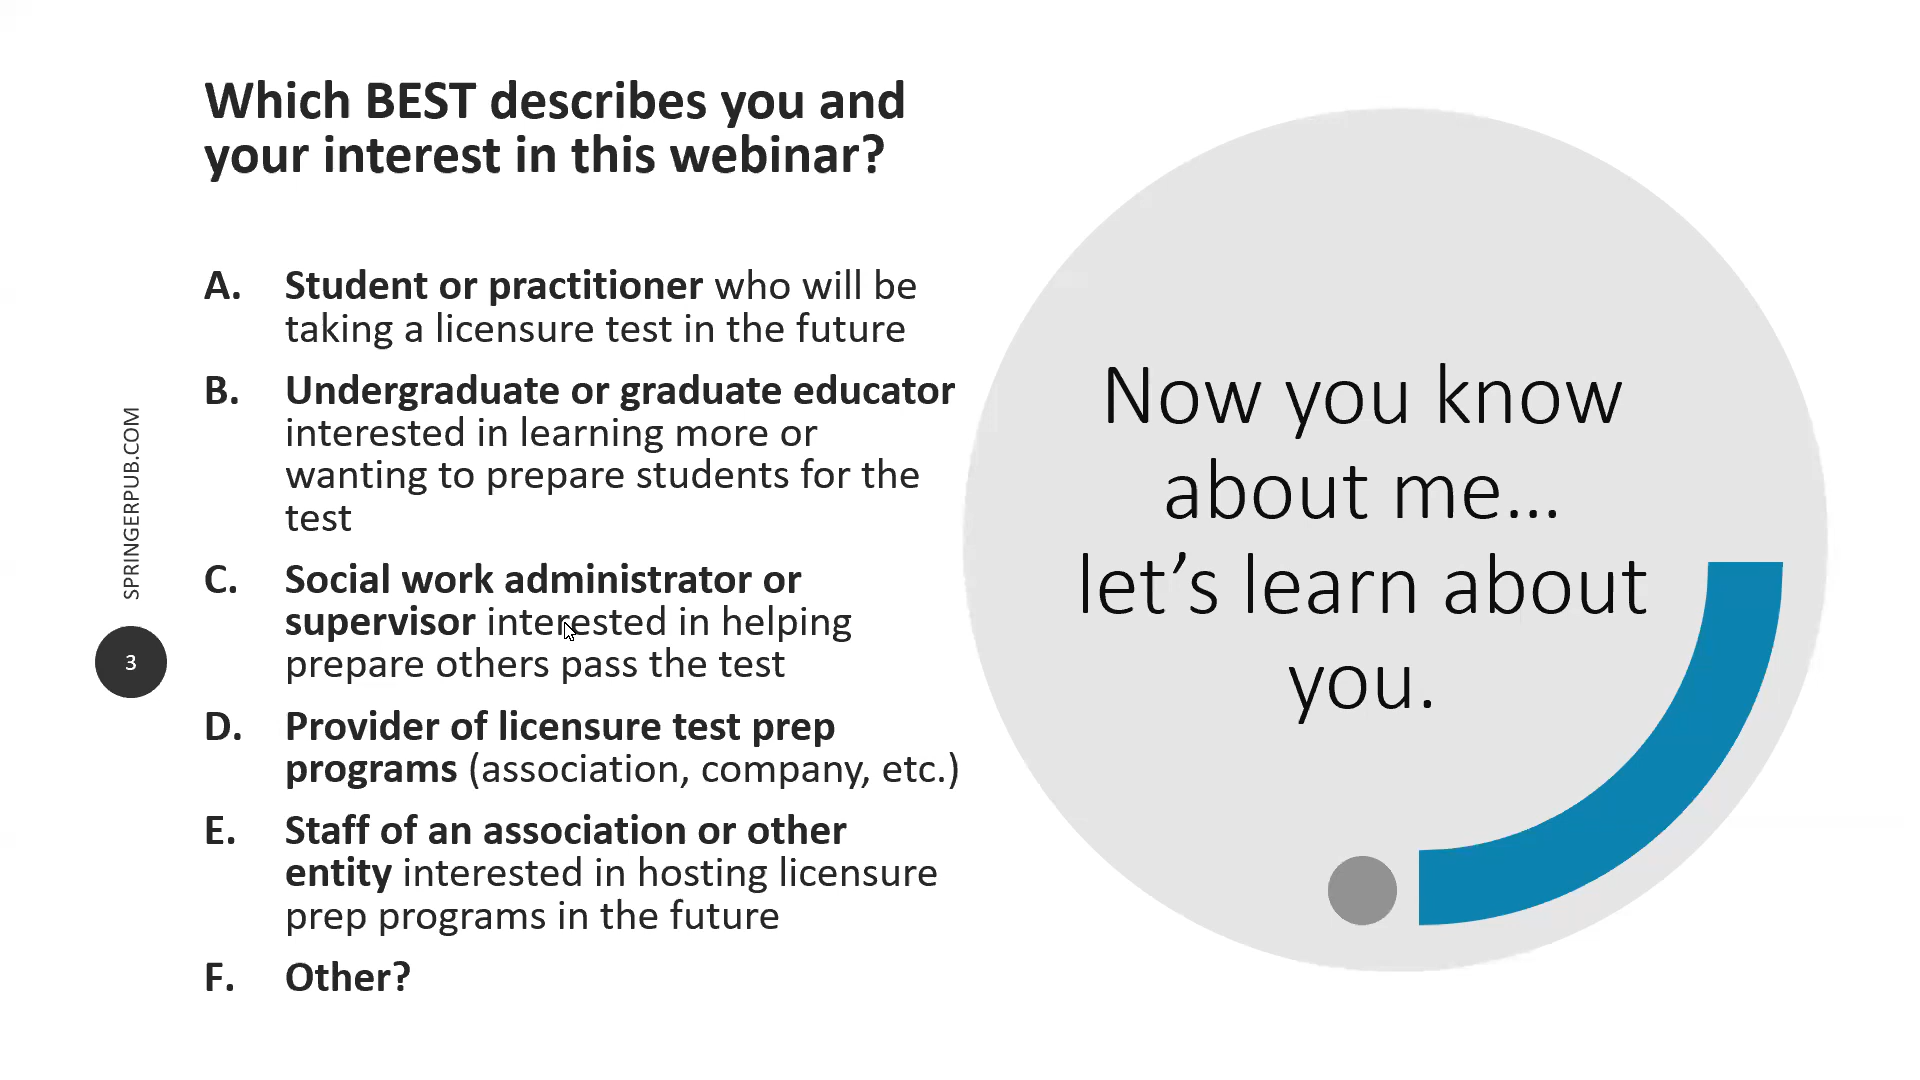 Which BEST describes you and
your interest in this webinar?
A. Student or practitioner who will be
taking a licensure test in the future
B. Undergraduate or graduate educator
interested in learning more or
wanting to prepare students for the
test
C. Social work administrator or
supervisor interested in helping
prepare others pass the test
D. Provider of licensure test prep
programs (association, company, etc.)
E. Staff of an association or other
entity interested in hosting licensure
prep programs in the future
F. Other?
Now you know
about me...
let’s learn about
you.
SPRINGERPUB.COM
3